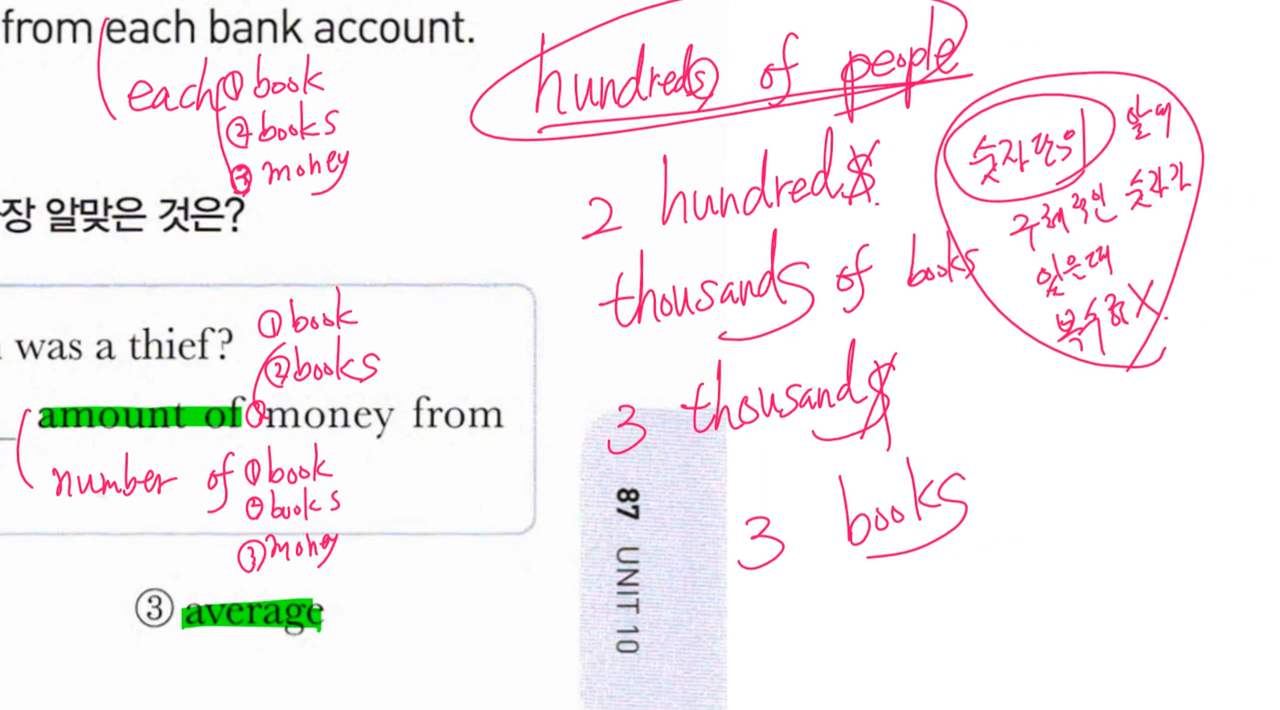 from each bank account.
each ① book
② books
③ money
장 알맞은 것은?
was a thief?
① book
② books
amount of ③ money from
number of ① book
② books
③ money
③ average
hundreds of people
2 hundreds
thousands of books
3 thousands
3 books
숫자 단위 앞에
구체적인 숫자가
있을 때
복수형 X
87 UNIT 10